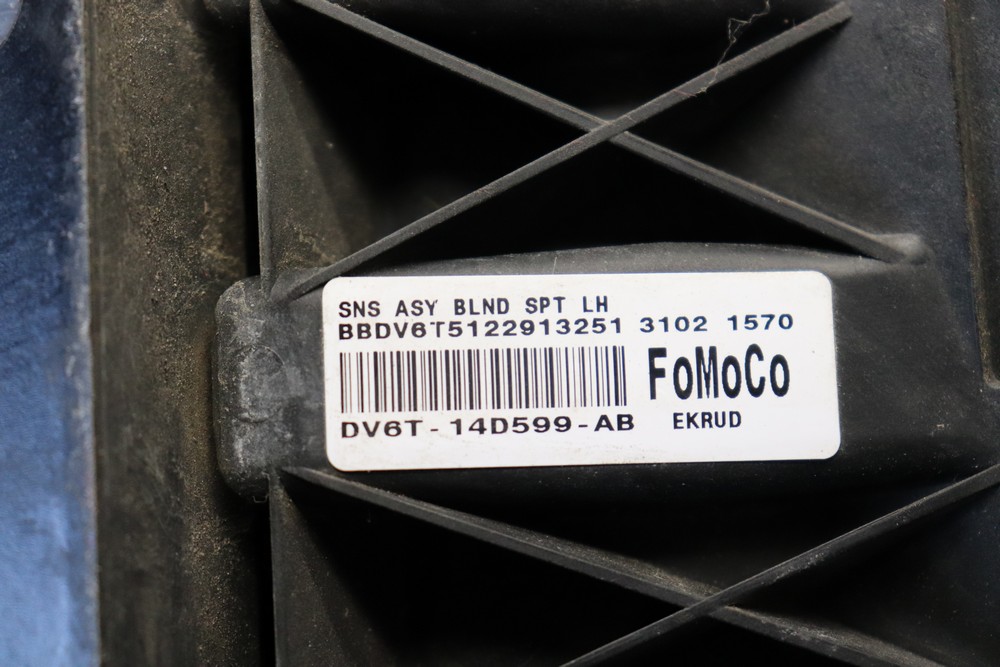 SNS ASY BLND SPT LH
BBDV6T5122913251 3102 1570
FoMoCo
DV6T-14D599-AB EKRUD